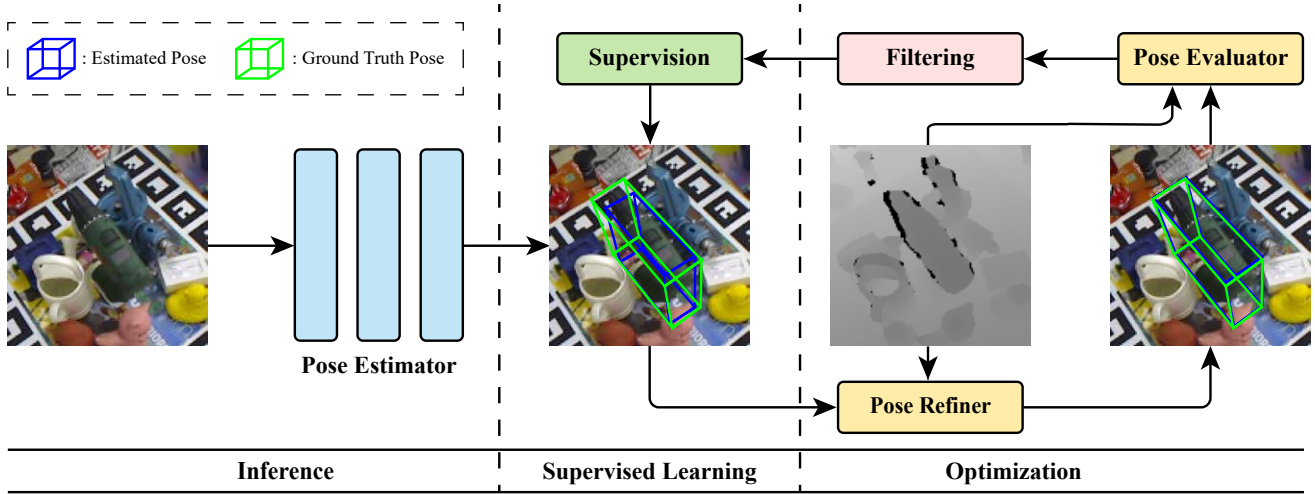 : Estimated Pose
: Ground Truth Pose
Supervision
Filtering
Pose Evaluator
Pose Estimator
Pose Refiner
Inference
Supervised Learning
Optimization